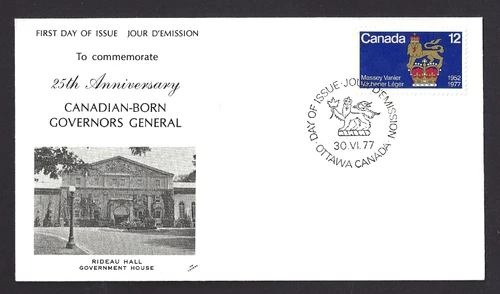 FIRST DAY OF ISSUE JOUR D'EMISSION
To commemorate
25th Anniversary
CANADIAN-BORN
GOVERNORS GENERAL
RIDEAU HALL
GOVERNMENT HOUSE
Canada 12
Massey Vanier 1952
Michener Léger 1977
DAY OF ISSUE · JOUR D'EMISSION
30.VI.77
OTTAWA CANADA